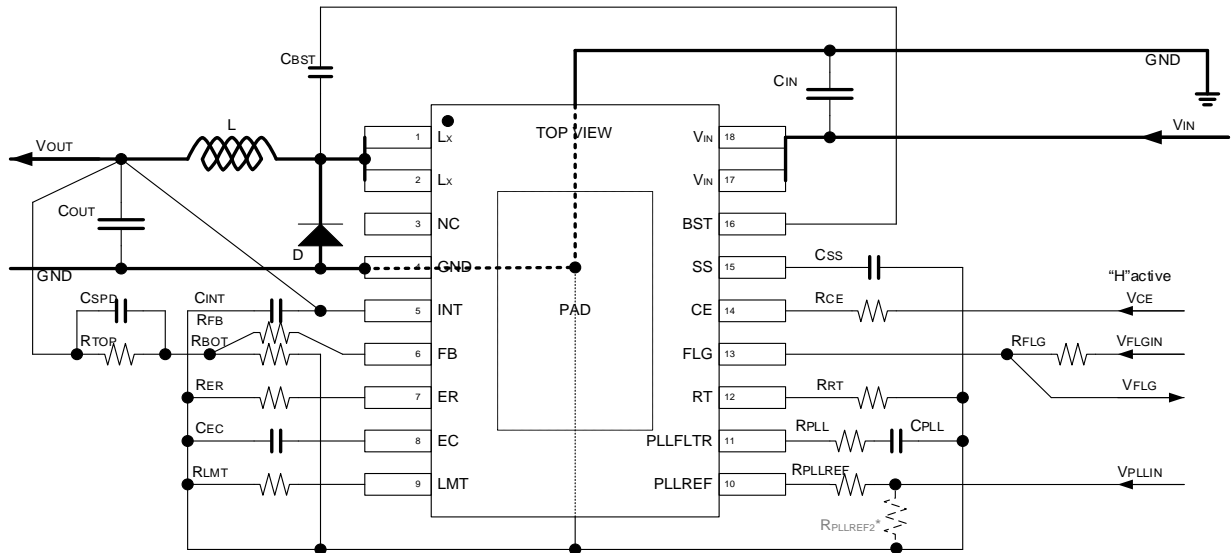 CBST
CIN
GND
L
TOP VIEW
VOUT
1 LX
VIN 18
VIN
2 LX
VIN 17
COUT
3 NC
BST 16
D
4 GND
SS 15
CSS
GND
PAD
"H"active
CSPD
CINT
5 INT
CE 14
RCE
VCE
RFB
RTOP
RBOT
6 FB
FLG 13
RFLG
VFLGIN
RER
7 ER
RT 12
RRT
VFLG
CEC
8 EC
PLLFLTR 11
RPLL
CPLL
RLMT
9 LMT
PLLREF 10
RPLLREF
VPLLIN
RPLLREF2*